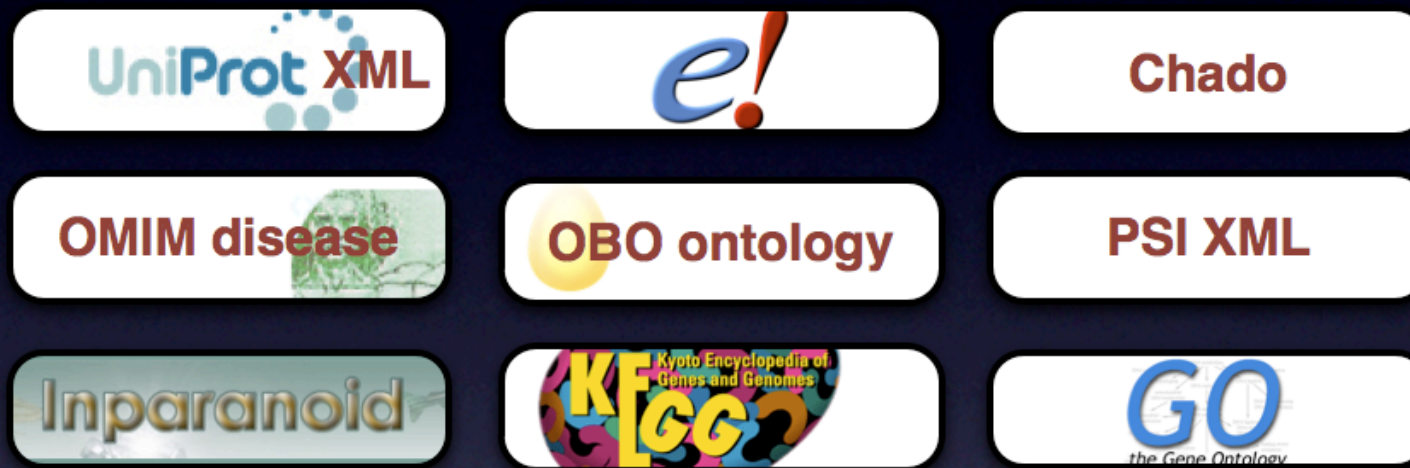 UniProt XML
e!
Chado
OMIM disease
OBO ontology
PSI XML
Inparanoid
KEGG
Kyoto Encyclopedia of
Genes and Genomes
GO
the Gene Ontology